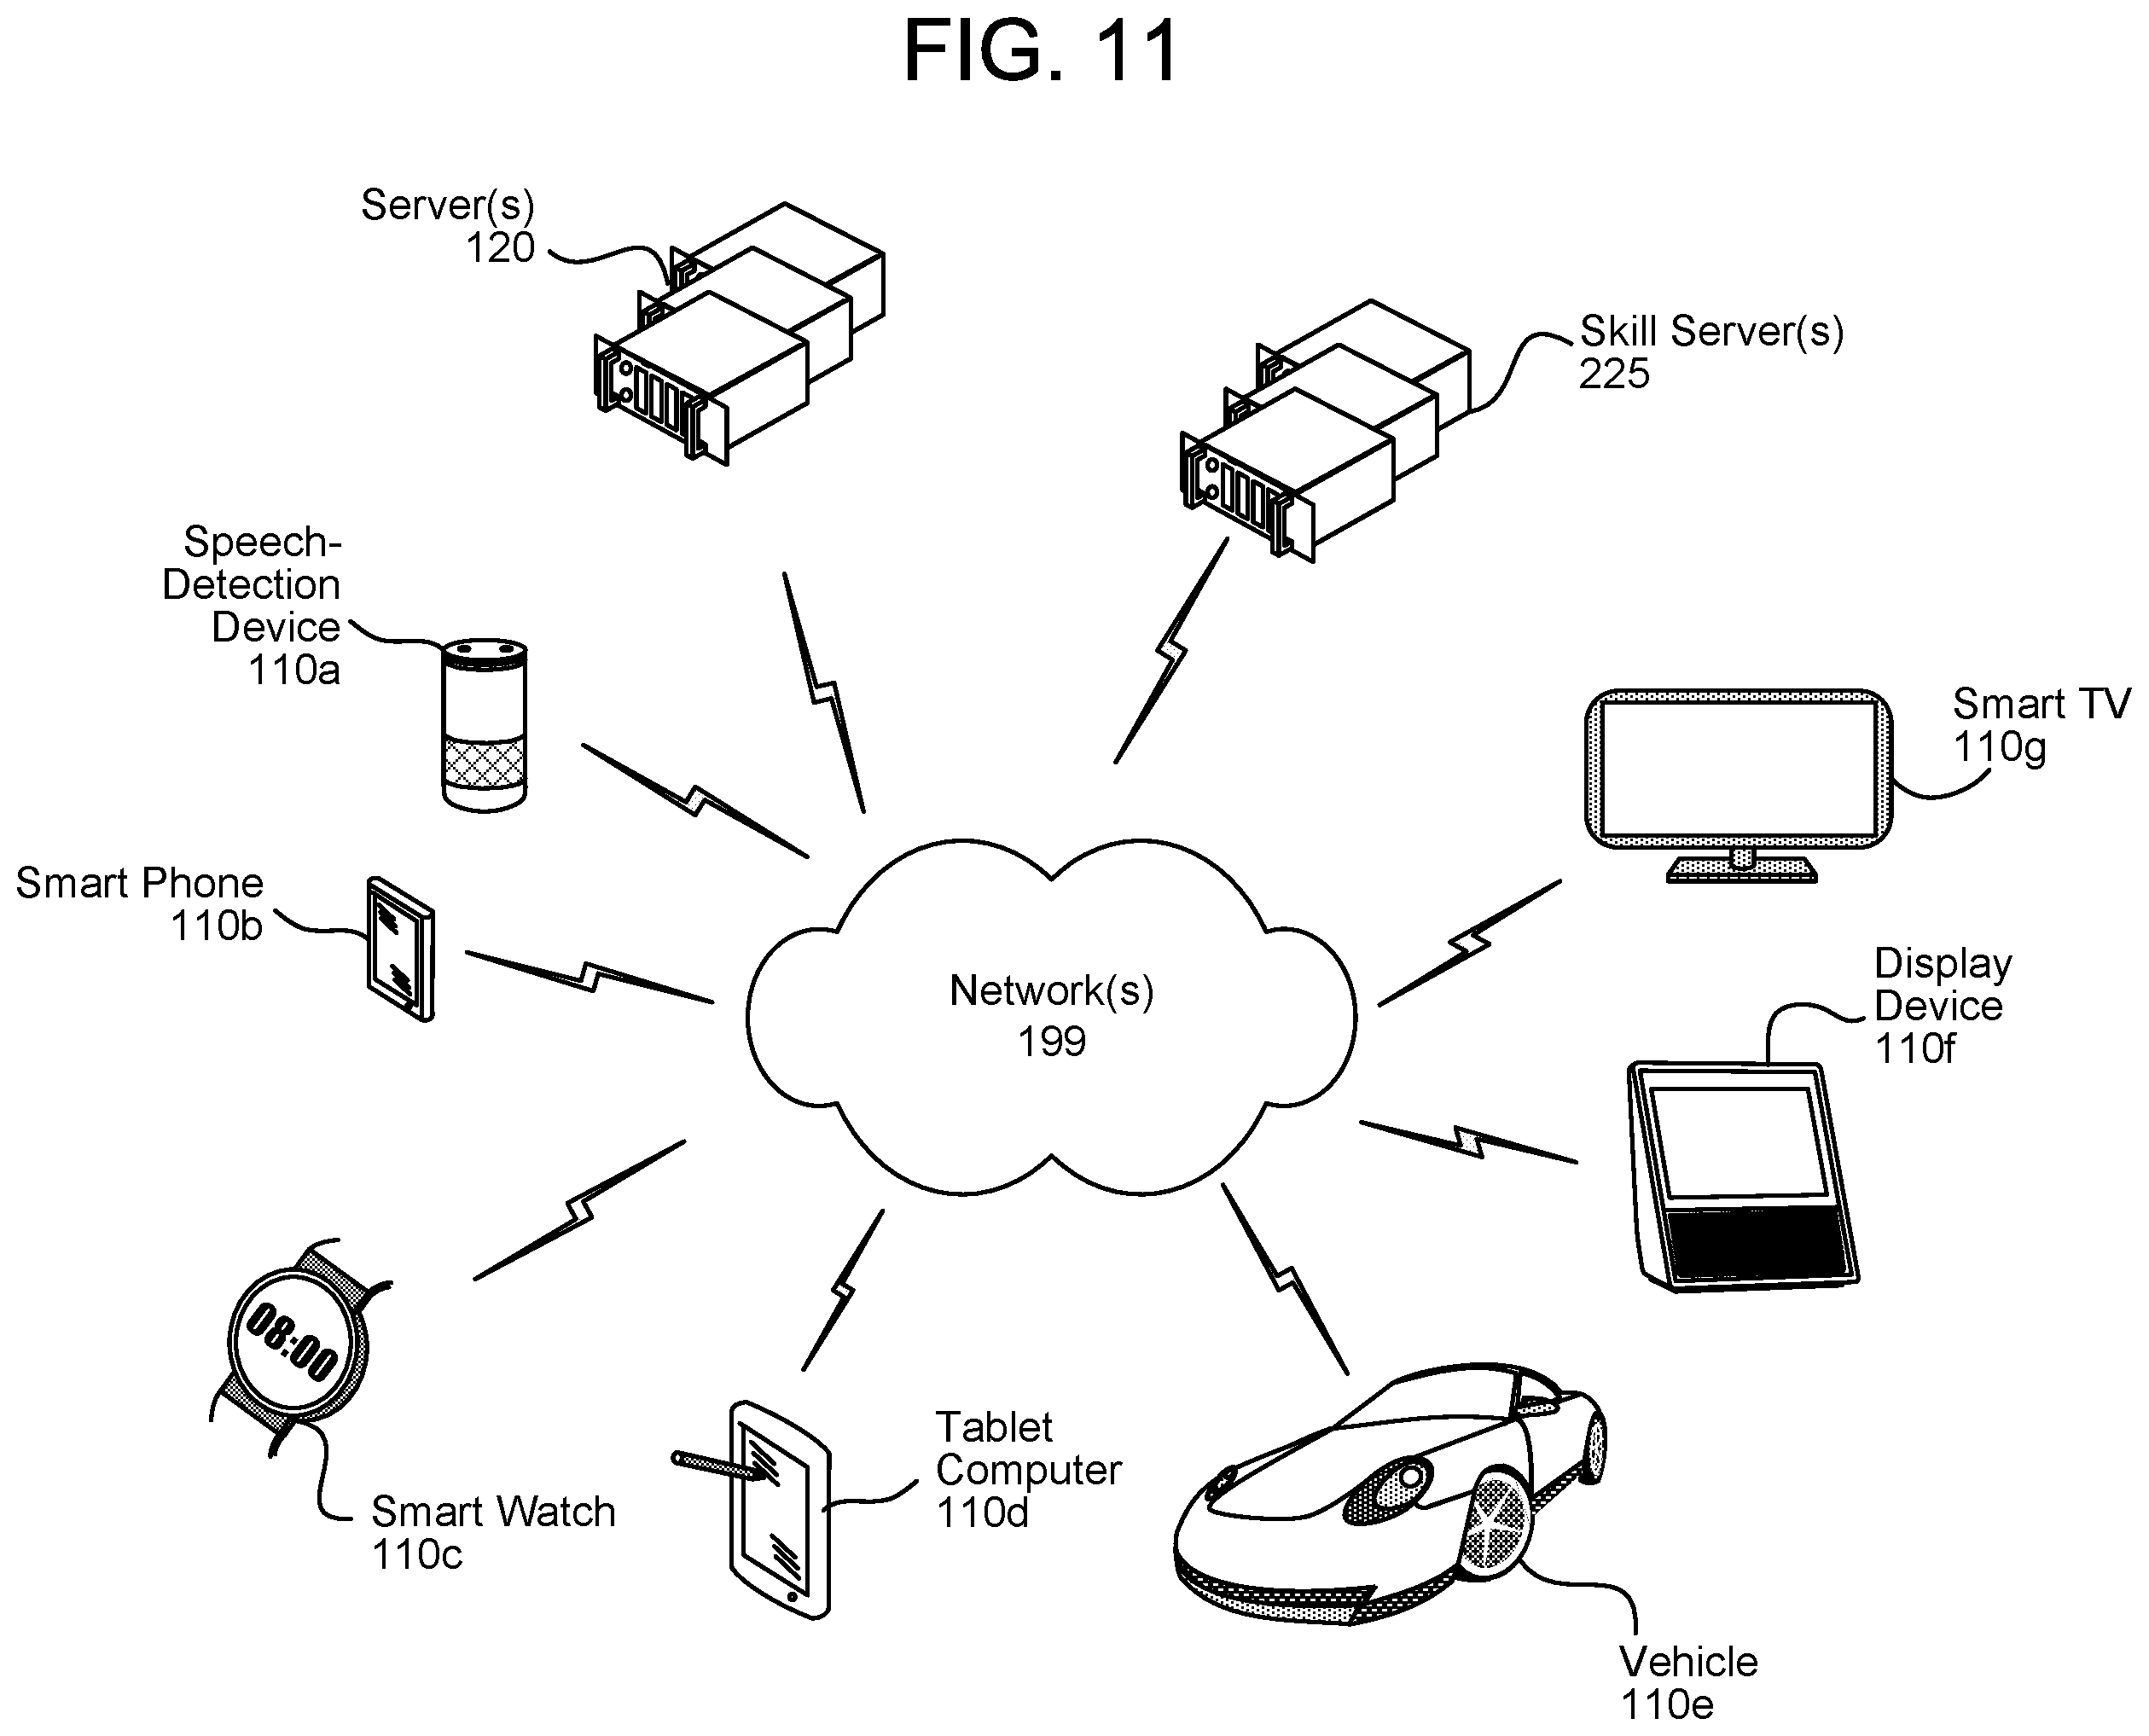 FIG. 11
Server(s)
120
Skill Server(s)
225
Speech-
Detection
Device
110a
Smart TV
110g
Smart Phone
110b
Display
Device
110f
Network(s)
199
08:00
Smart Watch
110c
Tablet
Computer
110d
Vehicle
110e